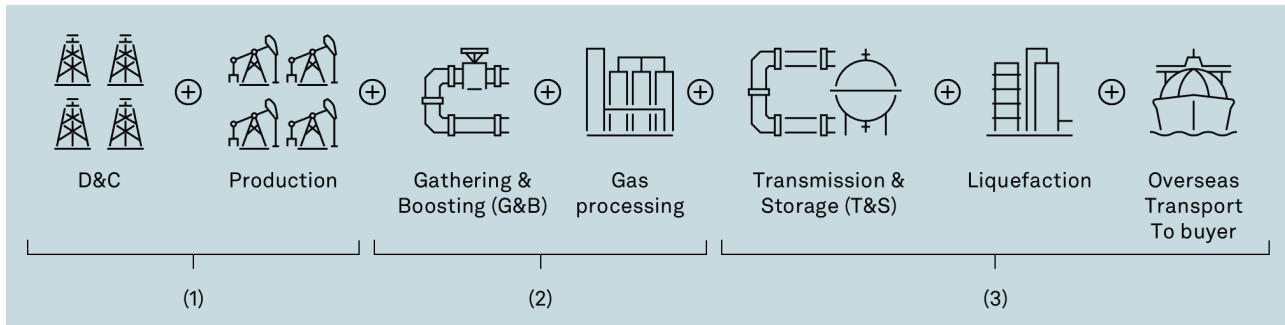 D&C
Production
Gathering &
Boosting (G&B)
Gas
processing
Transmission &
Storage (T&S)
Liquefaction
Overseas
Transport
To buyer
(1)
(2)
(3)